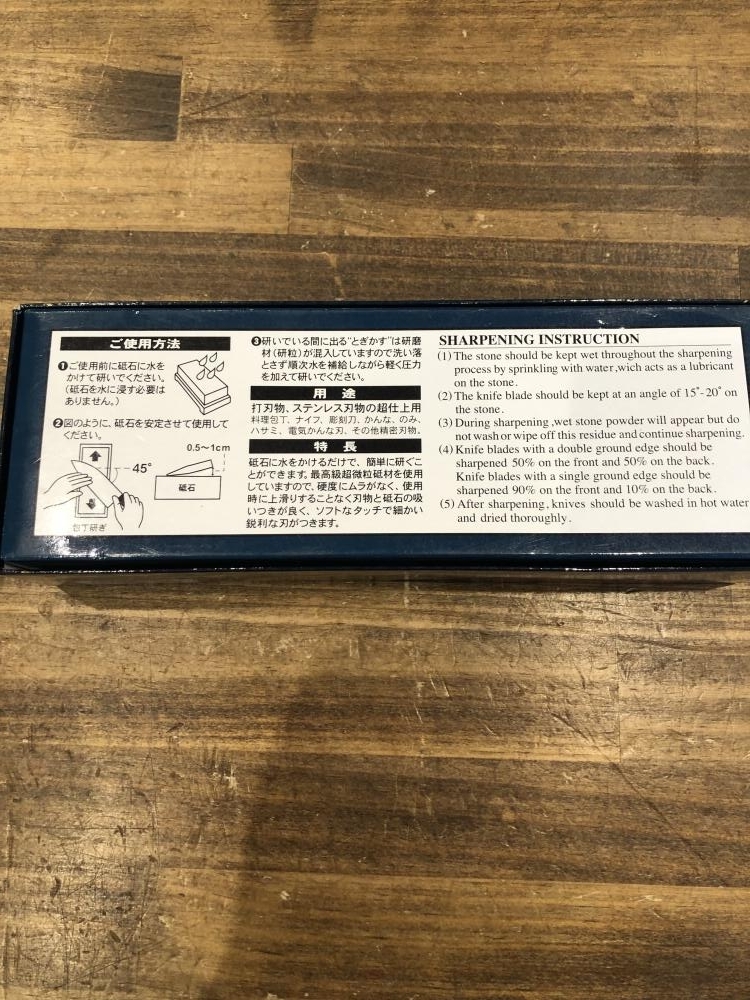 ご使用方法
❶ご使用前に砥石に水を
かけて研いでください。
(砥石を水に浸す必要は
ありません。)
❷図のように、砥石を安定させて使用して
ください。
0.5~1cm
45°
砥石
包丁研ぎ
❸研いでいる間に出る"とぎかす"は研磨
材(研粒)が混入していますので洗い落
とさず順次水を補給しながら軽く圧力
を加えて研いでください。
用途
打刃物、ステンレス刃物の超仕上用
料理包丁、ナイフ、彫刻刀、かんな、のみ、
ハサミ、電気かんな刃、その他精密刃物。
特長
砥石に水をかけるだけで、簡単に研ぐこ
とができます。最高級超微粒砥材を使用
していますので、硬度にムラがなく、使用
時に上滑りすることなく刃物と砥石の吸
いつきが良く、ソフトなタッチで細かい
鋭利な刃がつきます。
SHARPENING INSTRUCTION
(1) The stone should be kept wet throughout the sharpening
process by sprinkling with water,wich acts as a lubricant
on the stone.
(2) The knife blade should be kept at an angle of 15°-20° on
the stone.
(3) During sharpening ,wet stone powder will appear but do
not wash or wipe off this residue and continue sharpening.
(4) Knife blades with a double ground edge should be
sharpened 50% on the front and 50% on the back.
Knife blades with a single ground edge should be
sharpened 90% on the front and 10% on the back.
(5) After sharpening, knives should be washed in hot water
and dried thoroughly.